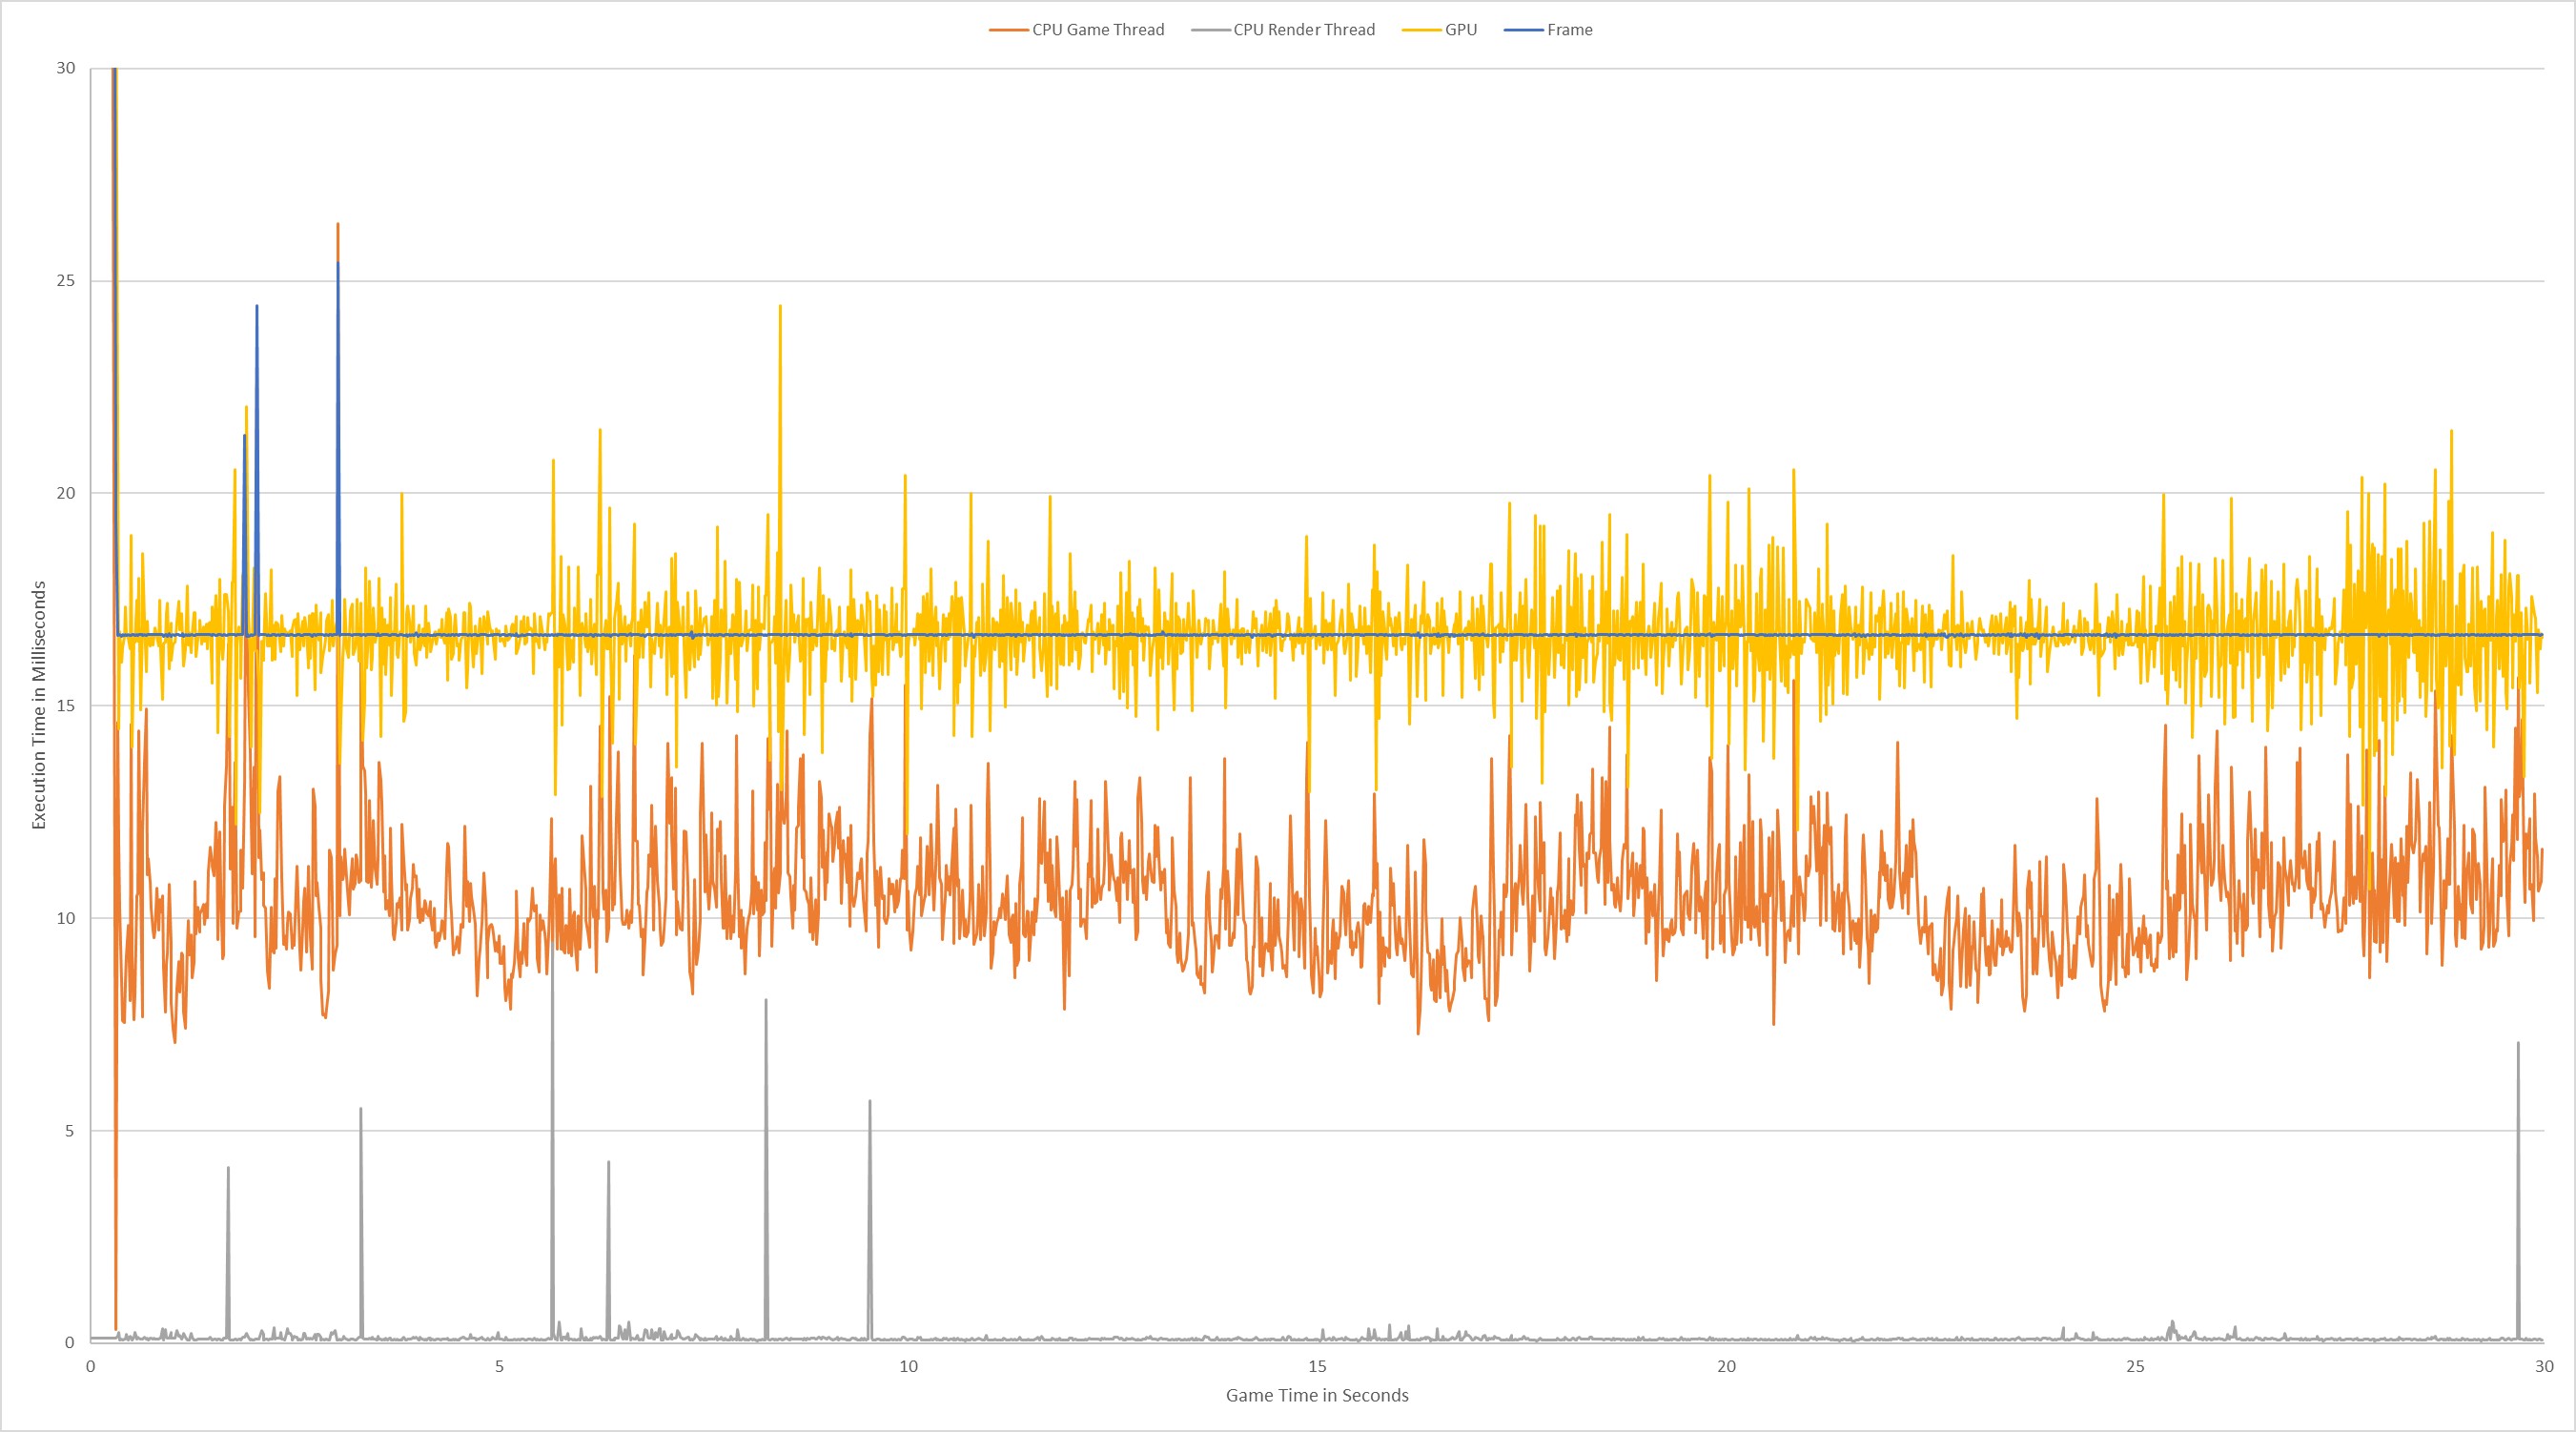 CPU Game Thread CPU Render Thread GPU Frame
30
25
20
15
10
5
0
Execution Time in Milliseconds
0 5 10 15 20 25 30
Game Time in Seconds